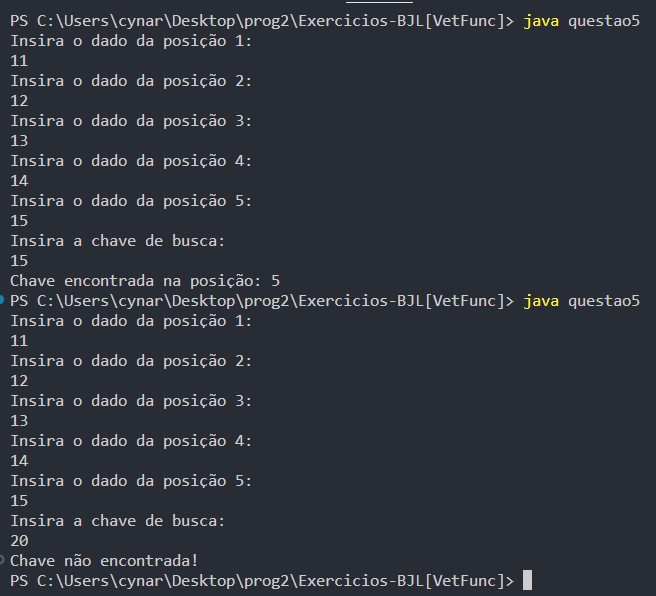 PS C:\Users\cynar\Desktop\prog2\Exercicios-BJL[VetFunc]> java questao5
Insira o dado da posição 1:
11
Insira o dado da posição 2:
12
Insira o dado da posição 3:
13
Insira o dado da posição 4:
14
Insira o dado da posição 5:
15
Insira a chave de busca:
15
Chave encontrada na posição: 5
PS C:\Users\cynar\Desktop\prog2\Exercicios-BJL[VetFunc]> java questao5
Insira o dado da posição 1:
11
Insira o dado da posição 2:
12
Insira o dado da posição 3:
13
Insira o dado da posição 4:
14
Insira o dado da posição 5:
15
Insira a chave de busca:
20
Chave não encontrada!
PS C:\Users\cynar\Desktop\prog2\Exercicios-BJL[VetFunc]>